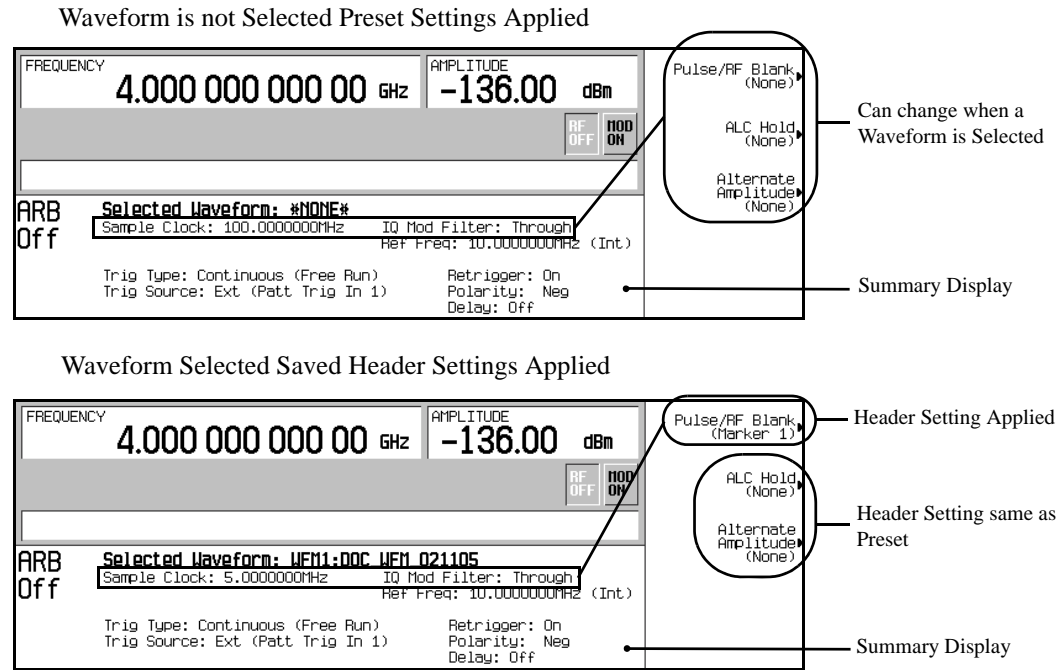 Waveform is not Selected Preset Settings Applied
FREQUENCY
4.000 000 000 00 GHz
AMPLITUDE
-136.00 dBm
RF OFF
MOD ON
Pulse/RF Blank
(None)
ALC Hold
(None)
Alternate
Amplitude
(None)
Can change when a
Waveform is Selected
ARB
Off
Selected Waveform: *NONE*
Sample Clock: 100.0000000MHz IQ Mod Filter: Through
Ref Freq: 10.0000000MHz (Int)
Trig Type: Continuous (Free Run) Retrigger: On
Trig Source: Ext (Patt Trig In 1) Polarity: Neg
Delay: Off
Summary Display
Waveform Selected Saved Header Settings Applied
FREQUENCY
4.000 000 000 00 GHz
AMPLITUDE
-136.00 dBm
RF OFF
MOD ON
Pulse/RF Blank
(Marker 1)
Header Setting Applied
ALC Hold
(None)
Alternate
Amplitude
(None)
Header Setting same as
Preset
ARB
Off
Selected Waveform: WFM1:DOC_WFM_021105
Sample Clock: 5.0000000MHz IQ Mod Filter: Through
Ref Freq: 10.0000000MHz (Int)
Trig Type: Continuous (Free Run) Retrigger: On
Trig Source: Ext (Patt Trig In 1) Polarity: Neg
Delay: Off
Summary Display